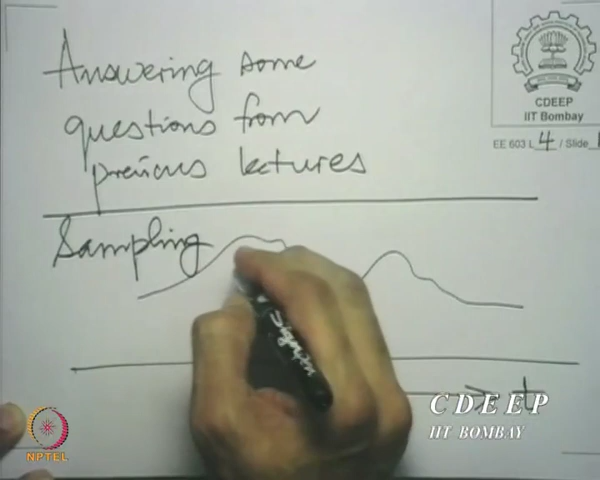 Answering some
questions from
previous lectures
CDEEP
IIT Bombay
EE 603 L 4 / Slide 1
Sampling
t
CDEEP
IIT BOMBAY
NPTEL